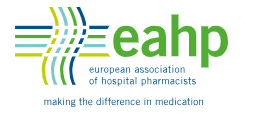 eahp
european association
of hospital pharmacists
making the difference in medication